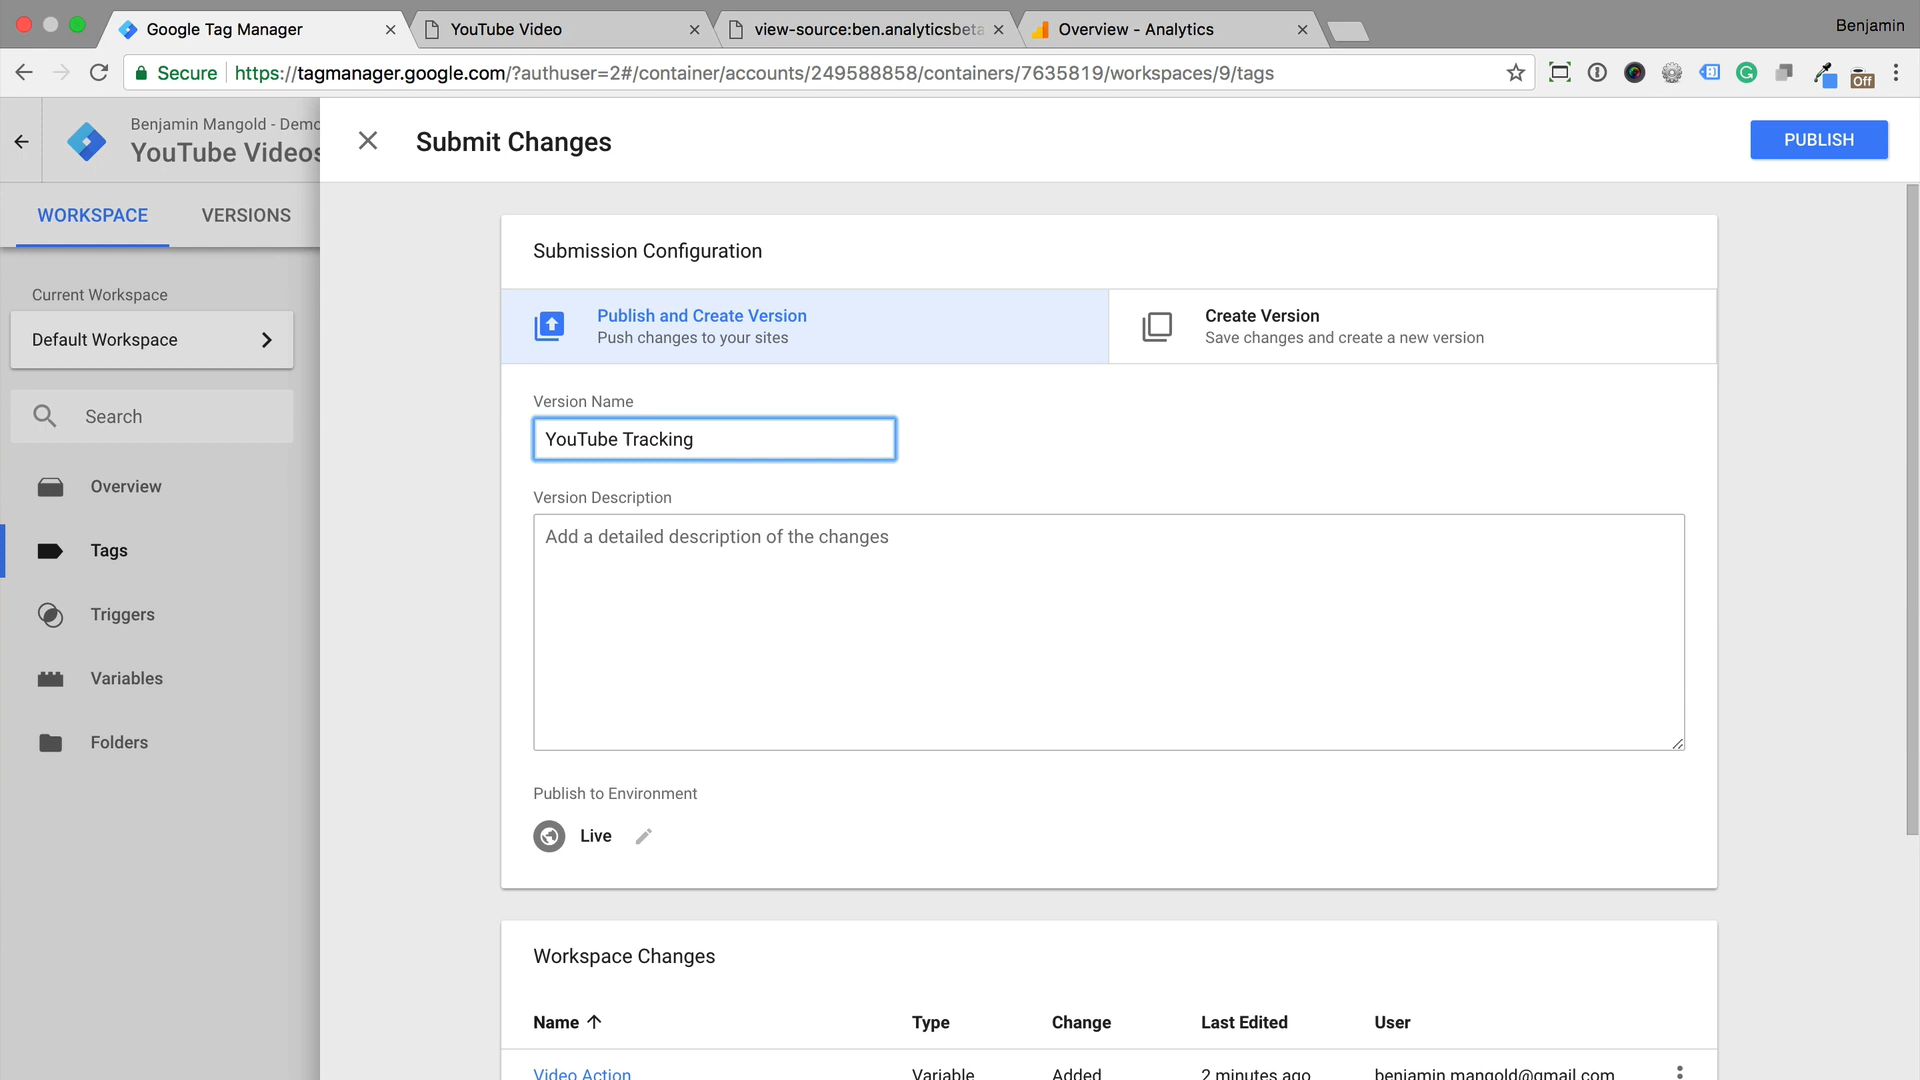 Google Tag Manager
YouTube Video
view-source:ben.analyticsbeta
Overview - Analytics
Benjamin
Secure
https://tagmanager.google.com/?authuser=2#/container/accounts/249588858/containers/7635819/workspaces/9/tags
Off
Benjamin Mangold - Demo
YouTube Videos
Submit Changes
PUBLISH
WORKSPACE
VERSIONS
Current Workspace
Default Workspace
Search
Overview
Tags
Triggers
Variables
Folders
Submission Configuration
Publish and Create Version
Push changes to your sites
Create Version
Save changes and create a new version
Version Name
YouTube Tracking
Version Description
Add a detailed description of the changes
Publish to Environment
Live
Workspace Changes
Name Type Change Last Edited User
Video Action Variable Added 2 minutes ago benjamin.mangold@gmail.com